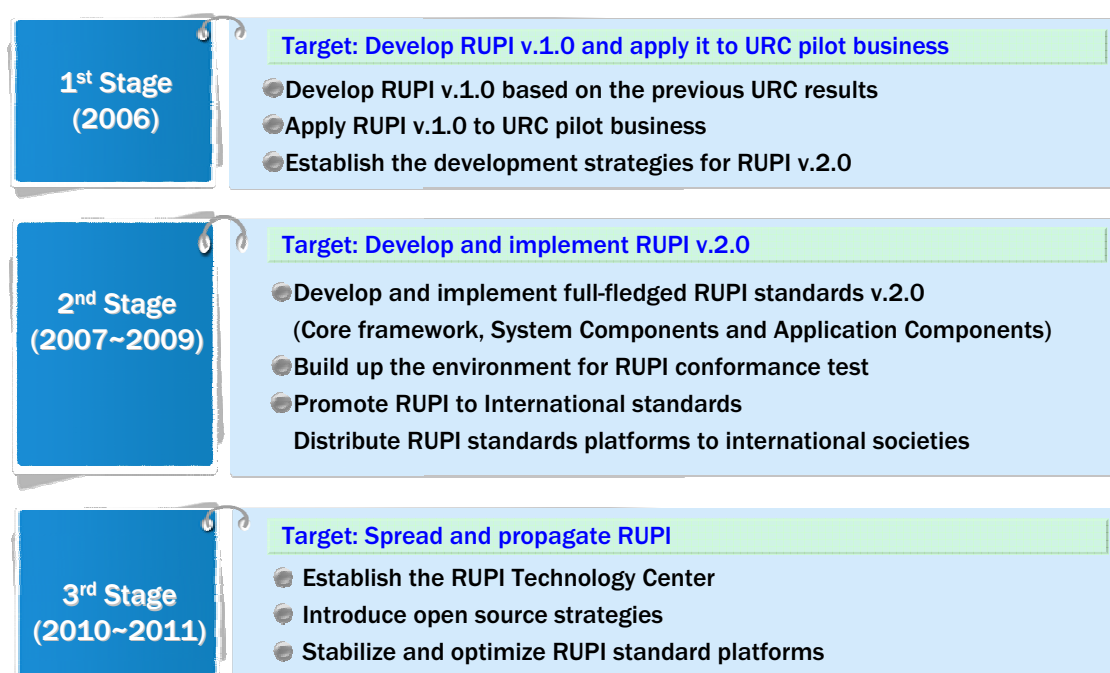 1st Stage
(2006)
Target: Develop RUPI v.1.0 and apply it to URC pilot business
Develop RUPI v.1.0 based on the previous URC results
Apply RUPI v.1.0 to URC pilot business
Establish the development strategies for RUPI v.2.0
2nd Stage
(2007~2009)
Target: Develop and implement RUPI v.2.0
Develop and implement full-fledged RUPI standards v.2.0
(Core framework, System Components and Application Components)
Build up the environment for RUPI conformance test
Promote RUPI to International standards
Distribute RUPI standards platforms to international societies
3rd Stage
(2010~2011)
Target: Spread and propagate RUPI
Establish the RUPI Technology Center
Introduce open source strategies
Stabilize and optimize RUPI standard platforms